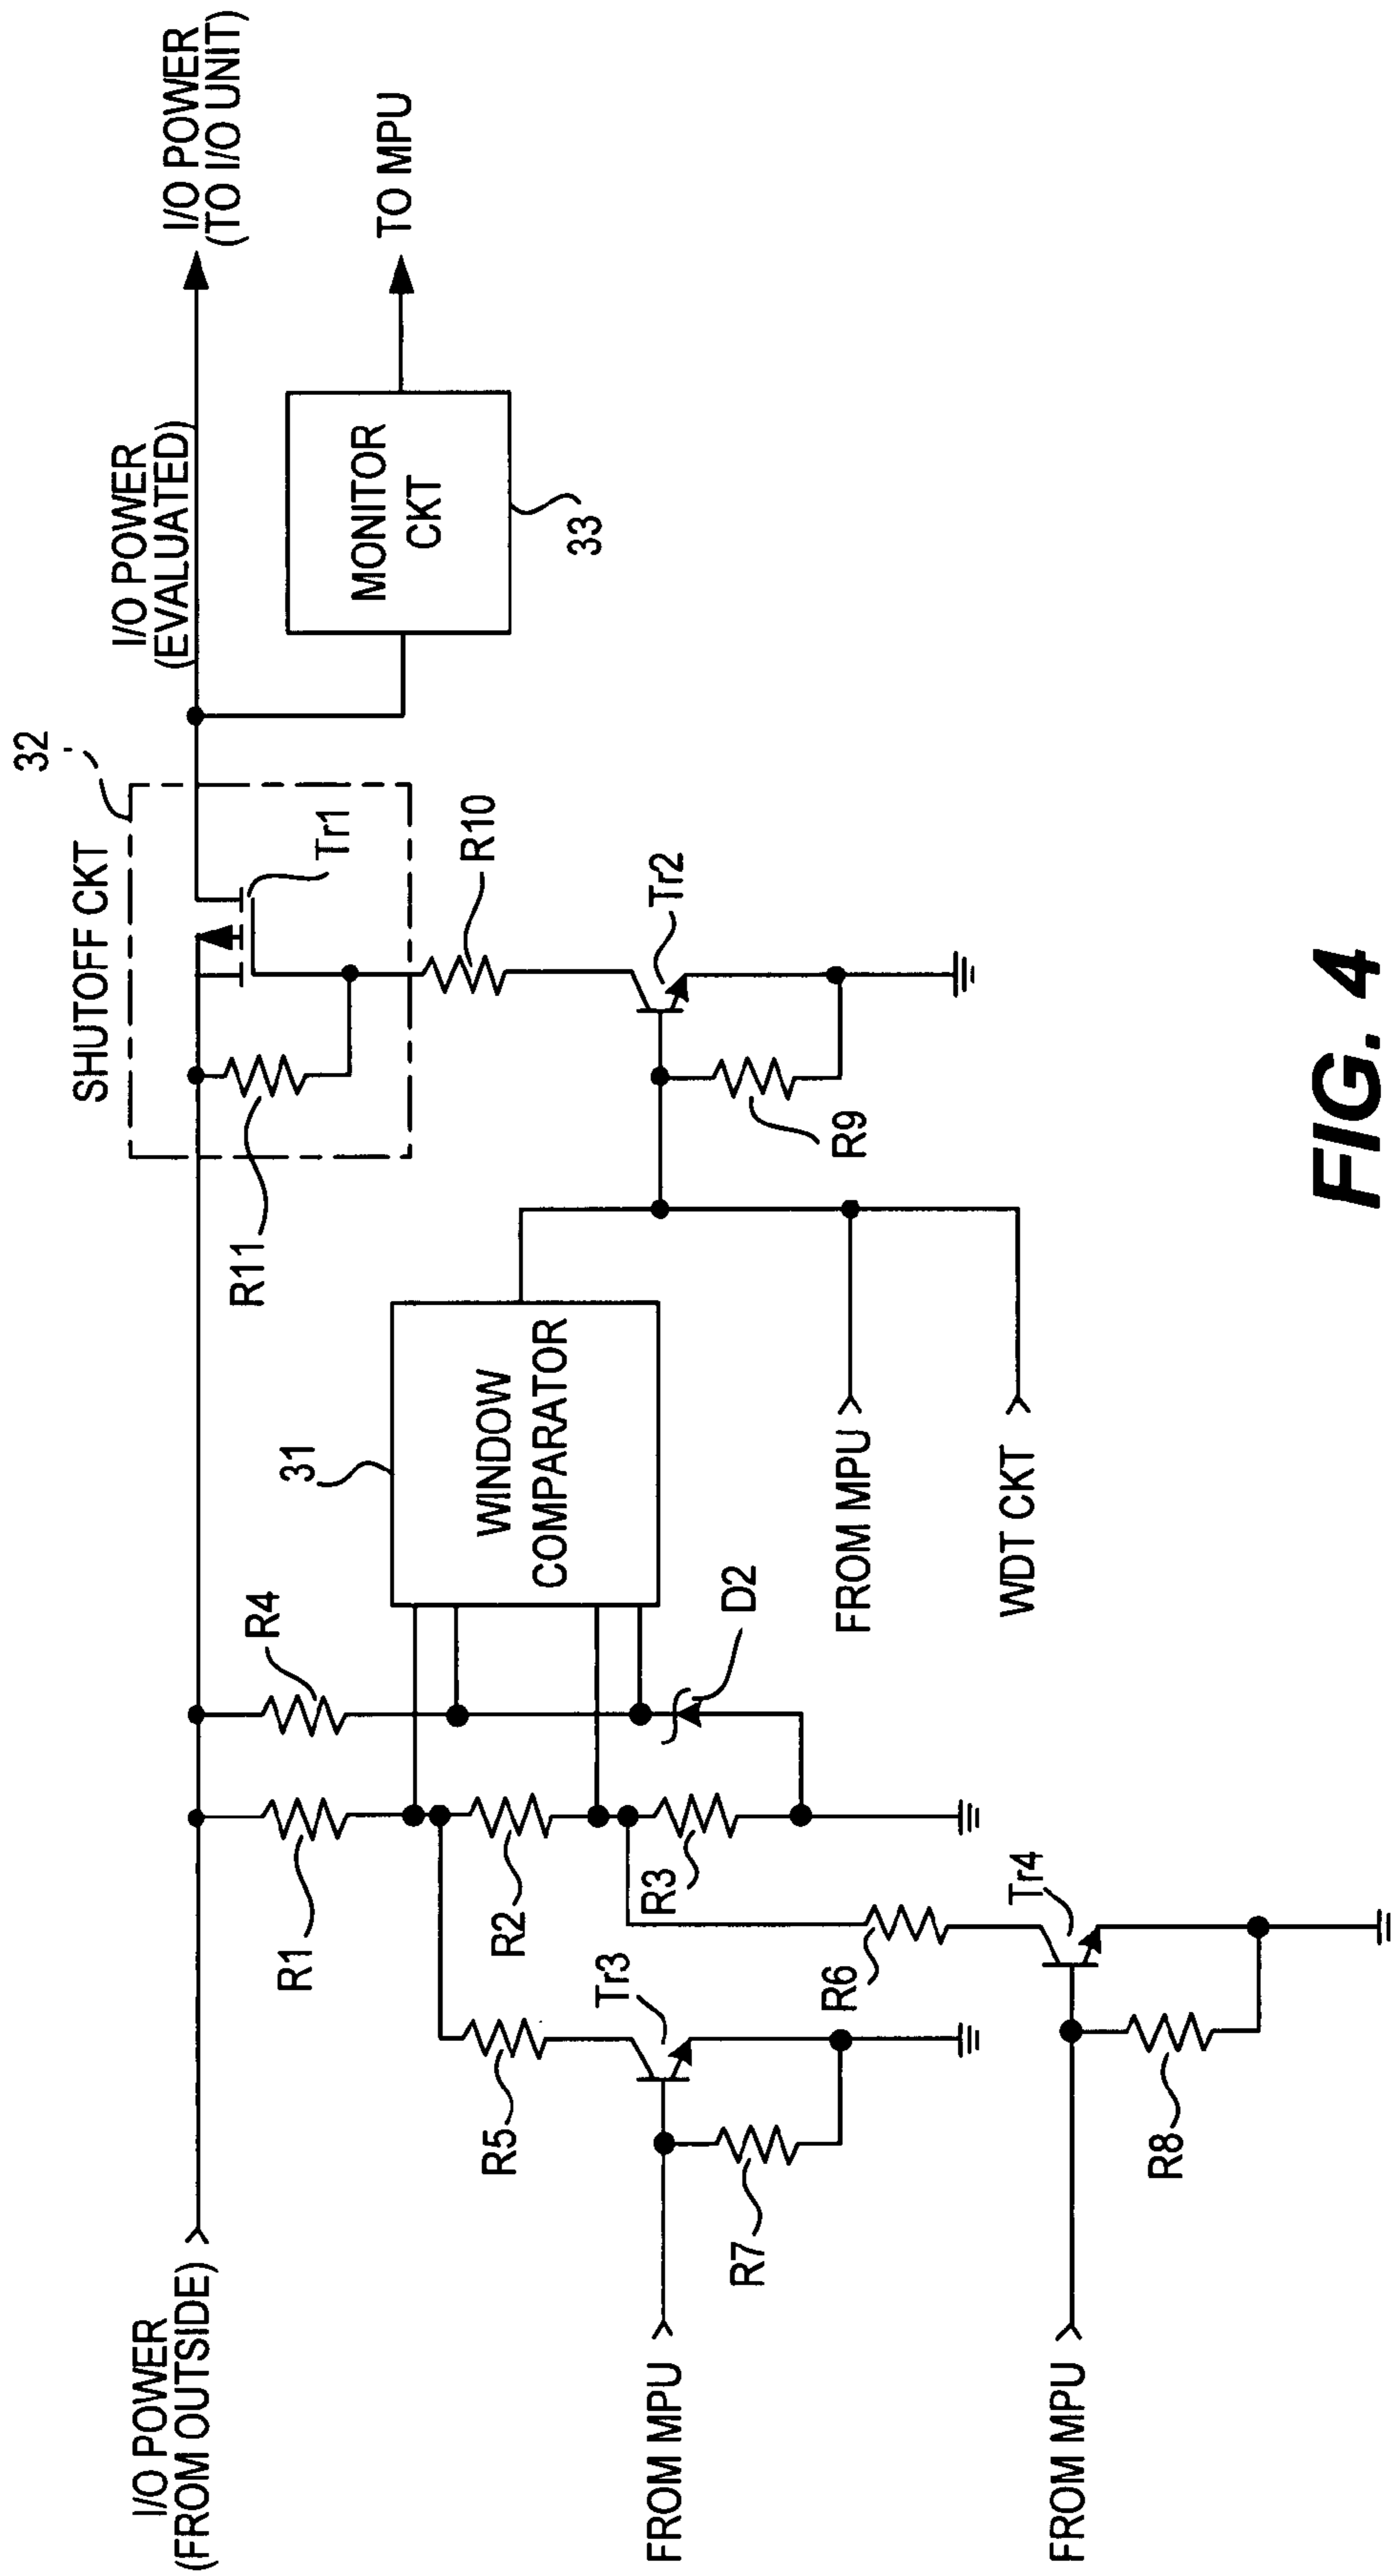 I/O POWER
(FROM OUTSIDE)
R1
R4
R11
SHUTOFF CKT
32
Tr1
I/O POWER
(EVALUATED)
I/O POWER
(TO I/O UNIT)
31
WINDOW
COMPARATOR
R10
MONITOR
CKT
33
TO MPU
R5
R2
Tr3
R3
D2
Tr2
R9
FROM MPU
R7
R6
Tr4
FROM MPU
WDT CKT
FROM MPU
R8
FIG. 4